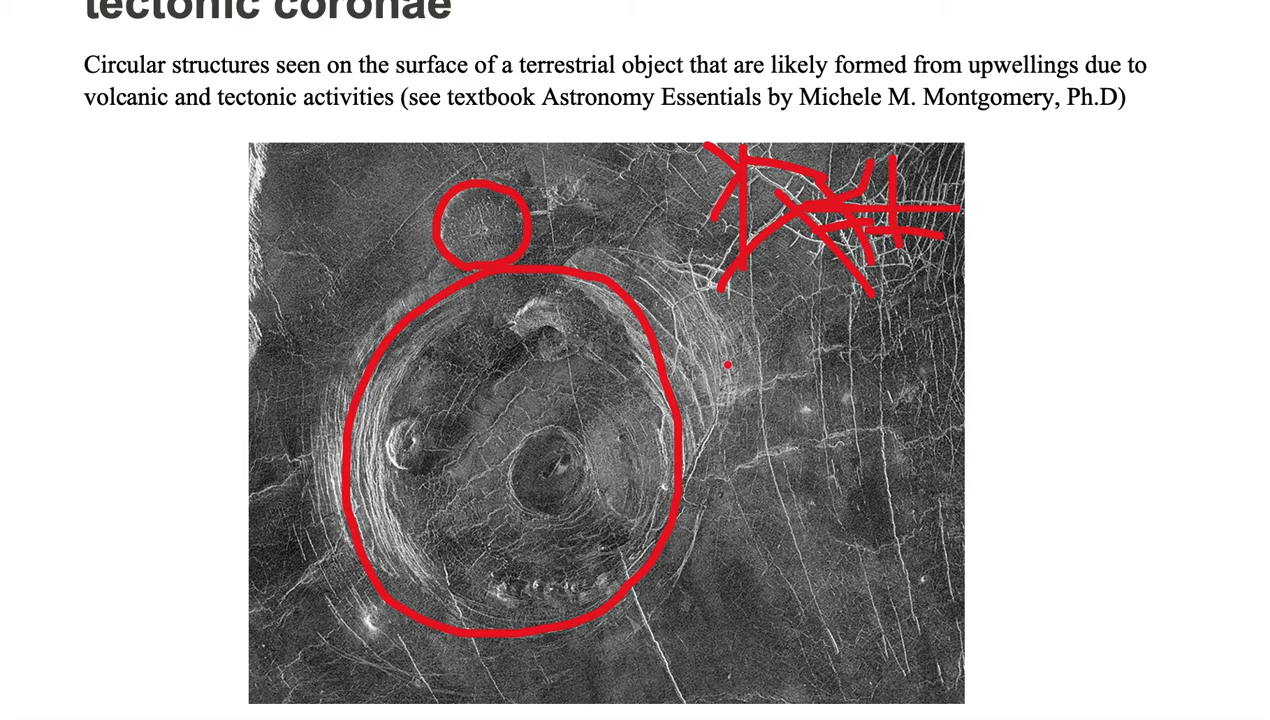 tectonic coronae
Circular structures seen on the surface of a terrestrial object that are likely formed from upwellings due to
volcanic and tectonic activities (see textbook Astronomy Essentials by Michele M. Montgomery, Ph.D)